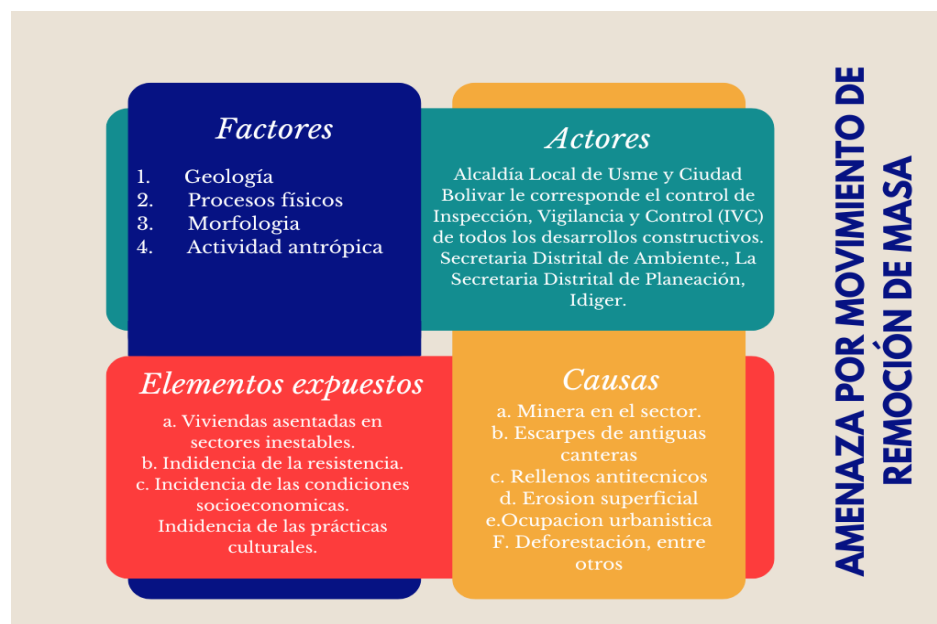 Factores
1. Geología
2. Procesos físicos
3. Morfologia
4. Actividad antrópica
Actores
Alcaldía Local de Usme y Ciudad
Bolivar le corresponde el control de
Inspección, Vigilancia y Control (IVC)
de todos los desarrollos constructivos.
Secretaria Distrital de Ambiente., La
Secretaria Distrital de Planeación,
Idiger.
Elementos expuestos
a. Viviendas asentadas en
sectores inestables.
b. Indidencia de la resistencia.
c. Incidencia de las condiciones
socioeconomicas.
Indidencia de las prácticas
culturales.
Causas
a. Minera en el sector.
b. Escarpes de antiguas
canteras
c. Rellenos antitecnicos
d. Erosion superficial
e.Ocupacion urbanistica
F. Deforestación, entre
otros
AMENAZA POR MOVIMIENTO DE
REMOCIÓN DE MASA